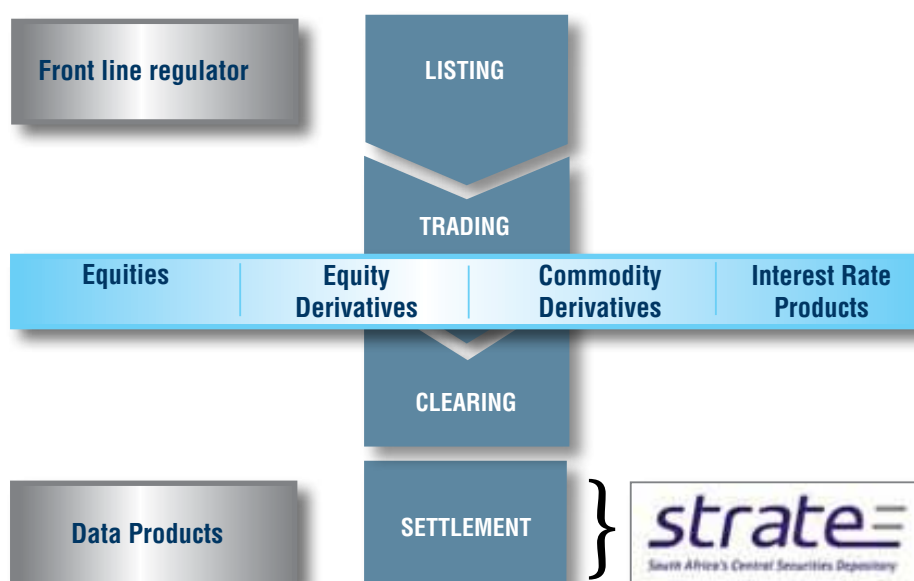 Front line regulator
LISTING
TRADING
Equities
Equity
Derivatives
Commodity
Derivatives
Interest Rate
Products
CLEARING
Data Products
SETTLEMENT
}
strate
South Africa's Central Securities Depository